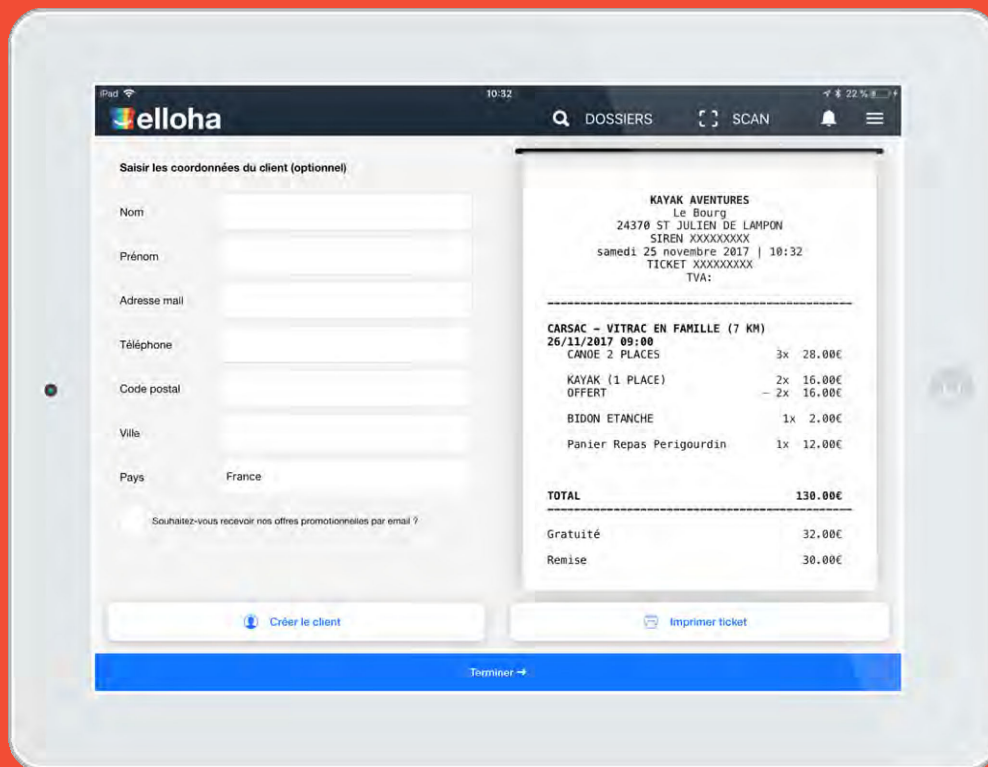 iPad 10:32 22 %
elloha DOSSIERS SCAN
Saisir les coordonnées du client (optionnel)
Nom
Prénom
Adresse mail
Téléphone
Code postal
Ville
Pays France
Souhaitez-vous recevoir nos offres promotionnelles par email ?
Créer le client
KAYAK AVENTURES
Le Bourg
24370 ST JULIEN DE LAMPON
SIREN XXXXXXXXX
samedi 25 novembre 2017 | 10:32
TICKET XXXXXXXXX
TVA:
CARSAC – VITRAC EN FAMILLE (7 KM)
26/11/2017 09:00
CANOE 2 PLACES 3x 28.00€
KAYAK (1 PLACE) 2x 16.00€
OFFERT – 2x 16.00€
BIDON ETANCHE 1x 2.00€
Panier Repas Perigourdin 1x 12.00€
TOTAL 130.00€
Gratuité 32.00€
Remise 30.00€
Imprimer ticket
Terminer →